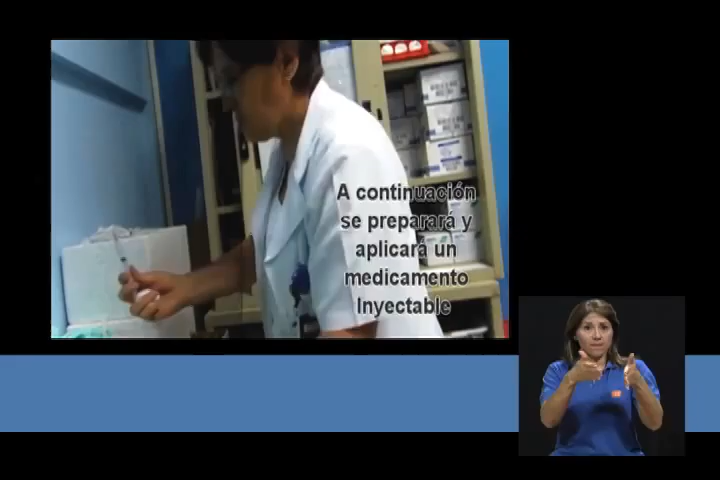 A continuación
se preparará y
aplicará un
medicamento
Inyectable